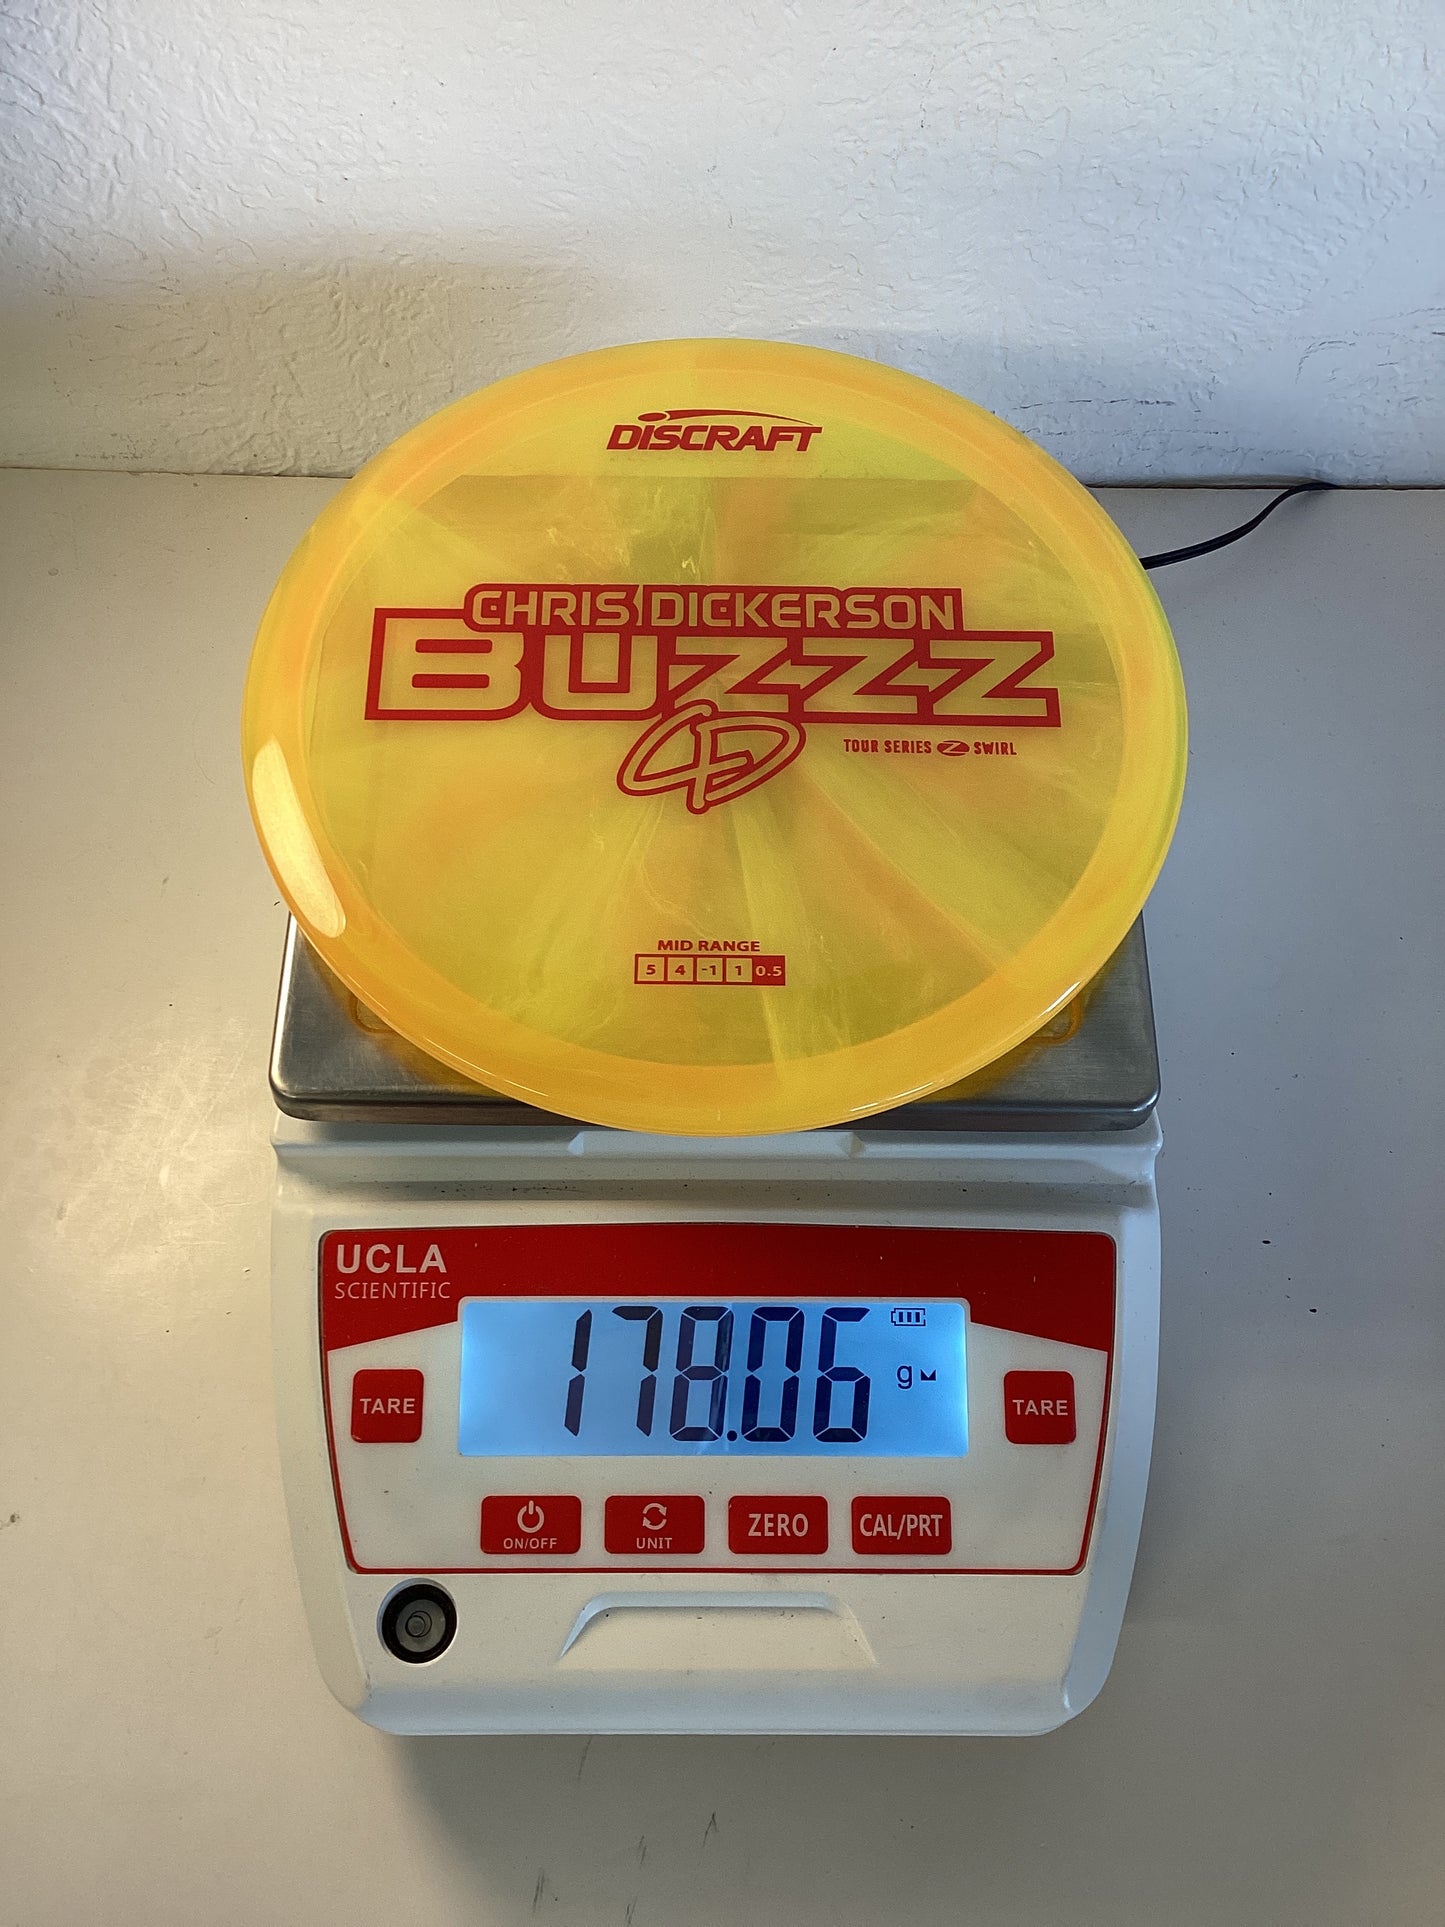 DISCRAFT
CHRIS DICKERSON
BUZZZ
CD
TOUR SERIES Z SWIRL
MID RANGE
5 4 -1 1 0.5
UCLA
SCIENTIFIC
178.06 g
TARE
TARE
ON/OFF
UNIT
ZERO
CAL/PRT